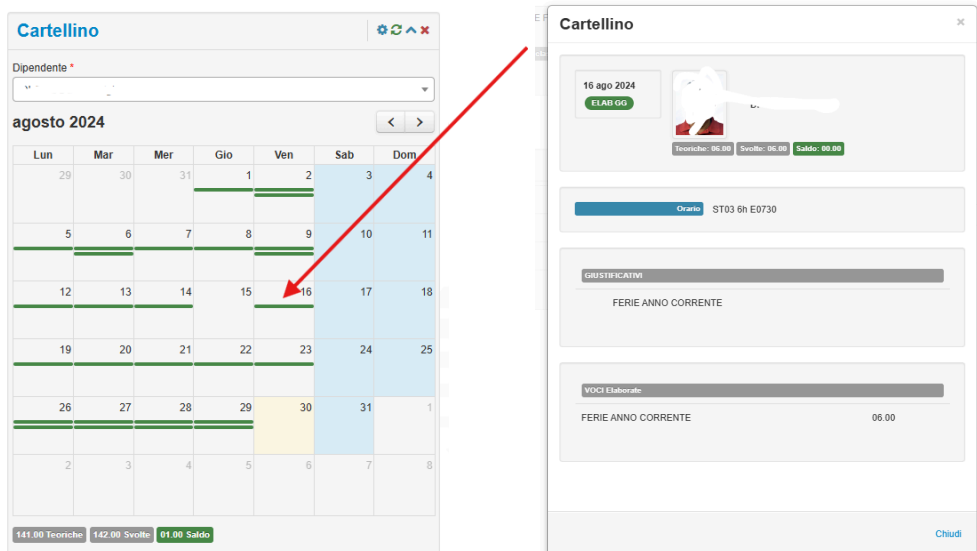 Cartellino
Dipendente *
agosto 2024
Lun Mar Mer Gio Ven Sab Dom
29 30 31 1 2 3 4
5 6 7 8 9 10 11
12 13 14 15 16 17 18
19 20 21 22 23 24 25
26 27 28 29 30 31 1
2 3 4 5 6 7 8
141.00 Teoriche 142.00 Svolte 01.00 Saldo
Cartellino ×
16 ago 2024
ELAB GG
Teoriche: 06.00 Svolte: 06.00 Saldo: 00.00
Orario ST03 6h E0730
GIUSTIFICATIVI
FERIE ANNO CORRENTE
VOCI Elaborate
FERIE ANNO CORRENTE 06.00
Chiudi